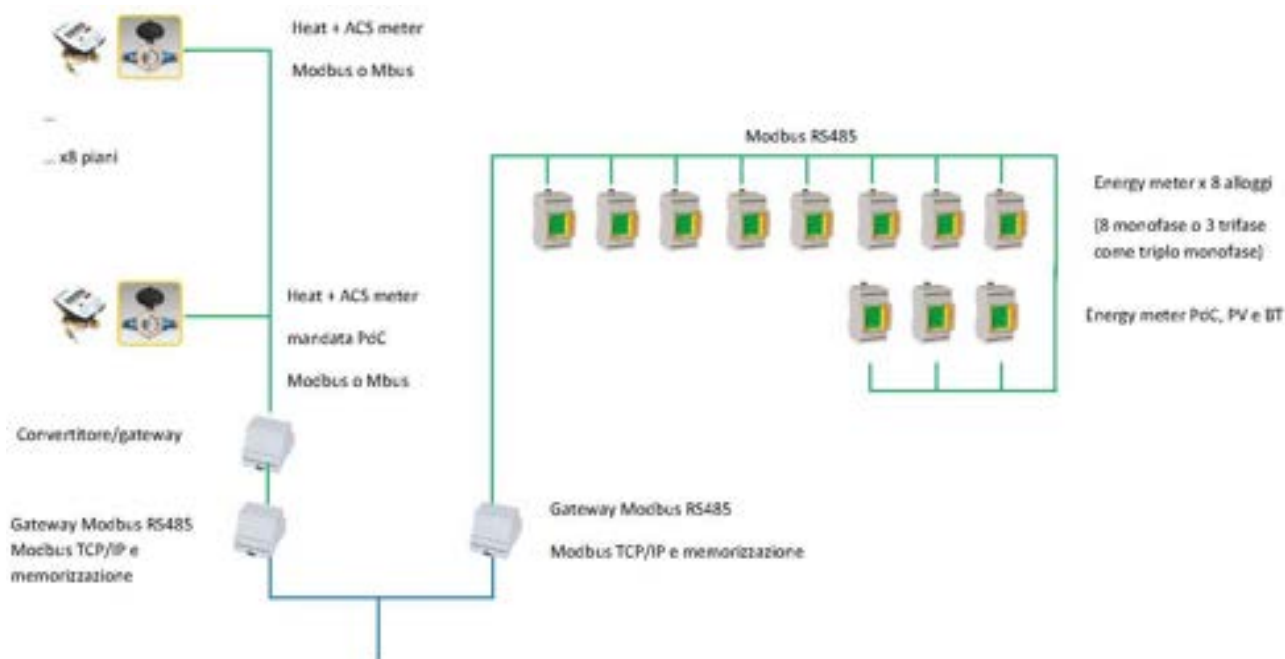 Heat + ACS meter
Modbus o Mbus
...
... x8 piani
Modbus RS485
Energy meter x 8 alloggi
(8 monofase o 3 trifase
come triplo monofase)
Heat + ACS meter
mandata PdC
Modbus o Mbus
Energy meter PdC, PV e BT
Convertitore/gateway
Gateway Modbus RS485
Modbus TCP/IP e
memorizzazione
Gateway Modbus RS485
Modbus TCP/IP e memorizzazione